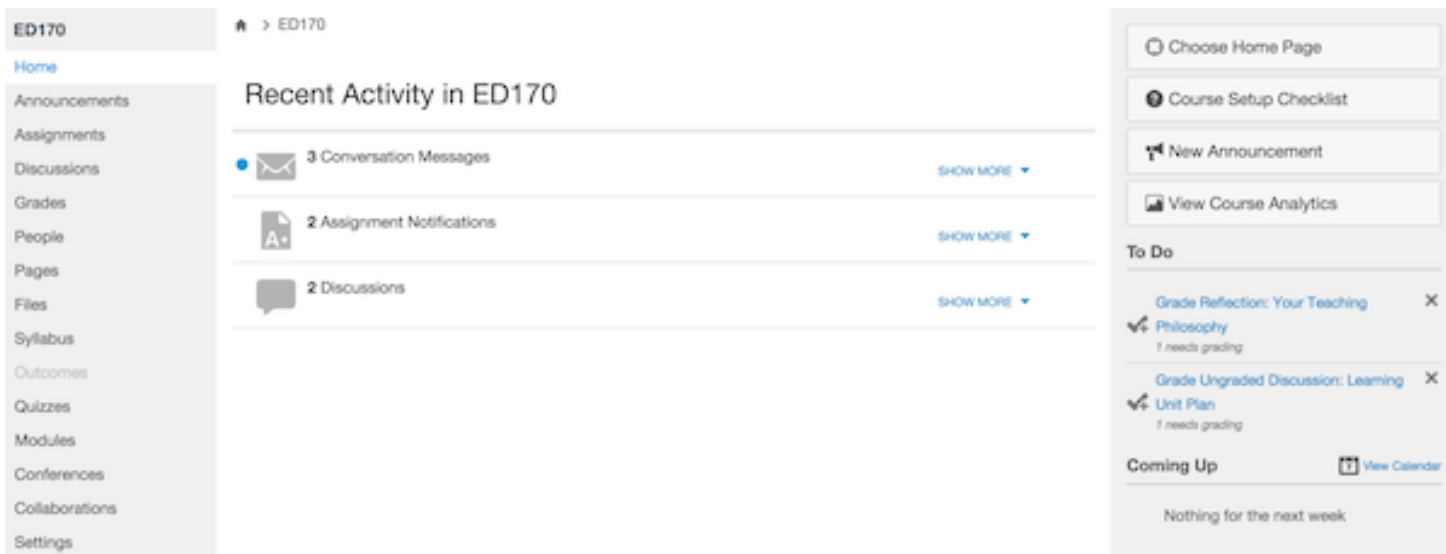 ED170
Home
Announcements
Assignments
Discussions
Grades
People
Pages
Files
Syllabus
Outcomes
Quizzes
Modules
Conferences
Collaborations
Settings
> ED170
Recent Activity in ED170
3 Conversation Messages
SHOW MORE
2 Assignment Notifications
SHOW MORE
A+
2 Discussions
SHOW MORE
Choose Home Page
Course Setup Checklist
New Announcement
View Course Analytics
To Do
Grade Reflection: Your Teaching
Philosophy
1 needs grading
Grade Ungraded Discussion: Learning
Unit Plan
1 needs grading
Coming Up
View Calendar
Nothing for the next week